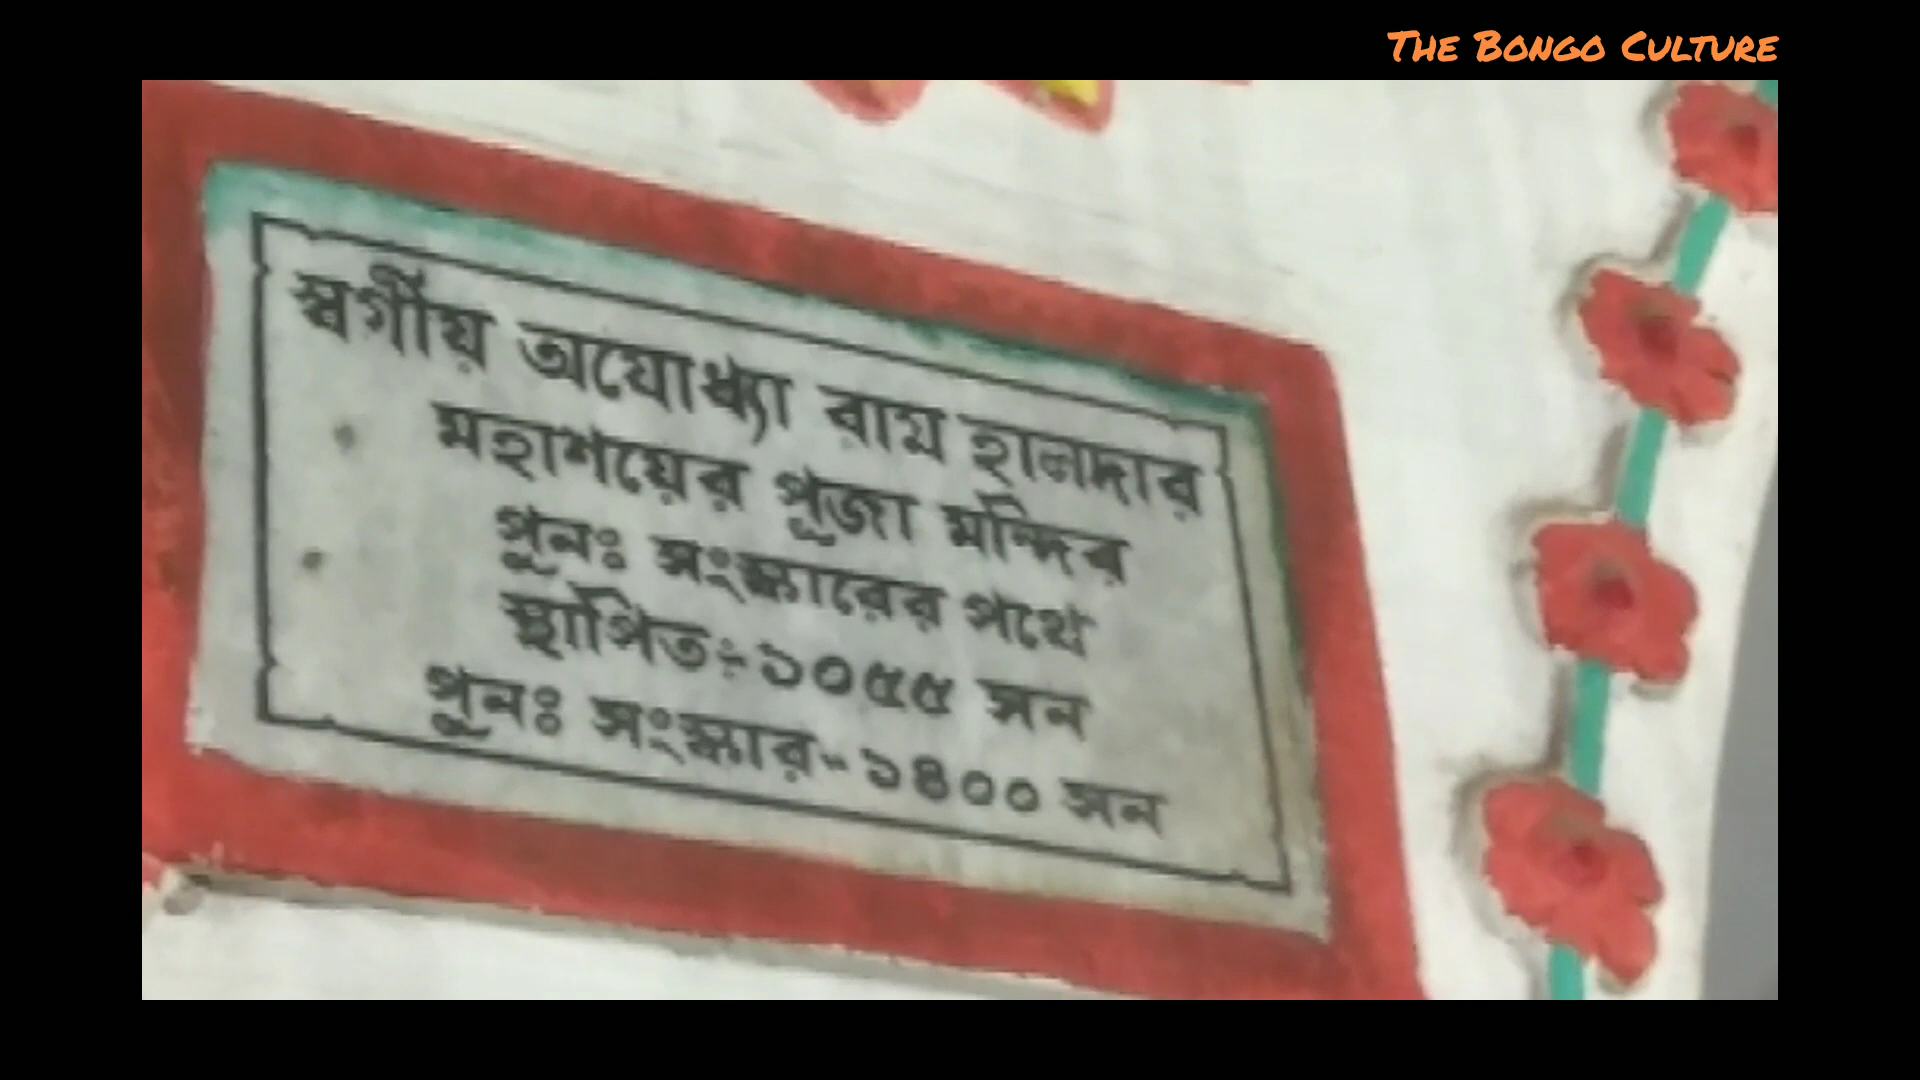 The Bongo Culture
স্বর্গীয় অযোধ্যা রাম হালদার
মহাশয়ের পূজা মন্দির
পুনঃ সংস্কারের পথে
স্থাপিত:-১০৫৫ সন
পুনঃ সংস্কার-১৪০০ সন